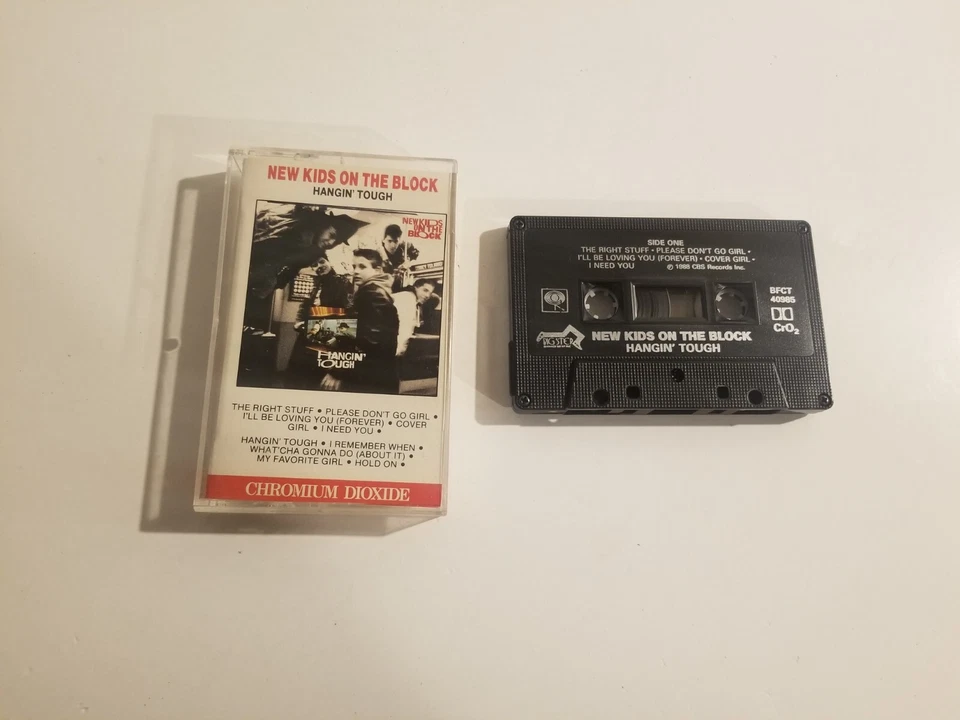 NEW KIDS ON THE BLOCK
HANGIN' TOUGH
NEW KIDS
ON THE
BLOCK
HANGIN'
TOUGH
THE RIGHT STUFF • PLEASE DON'T GO GIRL •
I'LL BE LOVING YOU (FOREVER) • COVER
GIRL • I NEED YOU •
HANGIN' TOUGH • I REMEMBER WHEN •
WHAT'CHA GONNA DO (ABOUT IT) •
MY FAVORITE GIRL • HOLD ON •
CHROMIUM DIOXIDE
SIDE ONE
THE RIGHT STUFF • PLEASE DON'T GO GIRL •
I'LL BE LOVING YOU (FOREVER) • COVER GIRL •
I NEED YOU ℗ 1988 CBS Records Inc.
BFCT
40985
CrO₂
NEW KIDS ON THE BLOCK
HANGIN' TOUGH